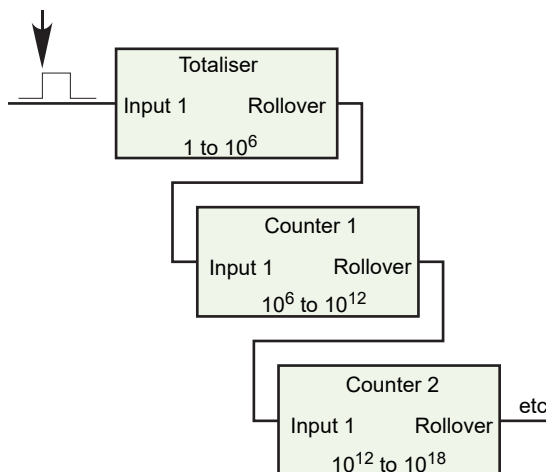 Totaliser
Input 1 Rollover
1 to 10⁶
Counter 1
Input 1 Rollover
10⁶ to 10¹²
Counter 2
etc
Input 1 Rollover
10¹² to 10¹⁸